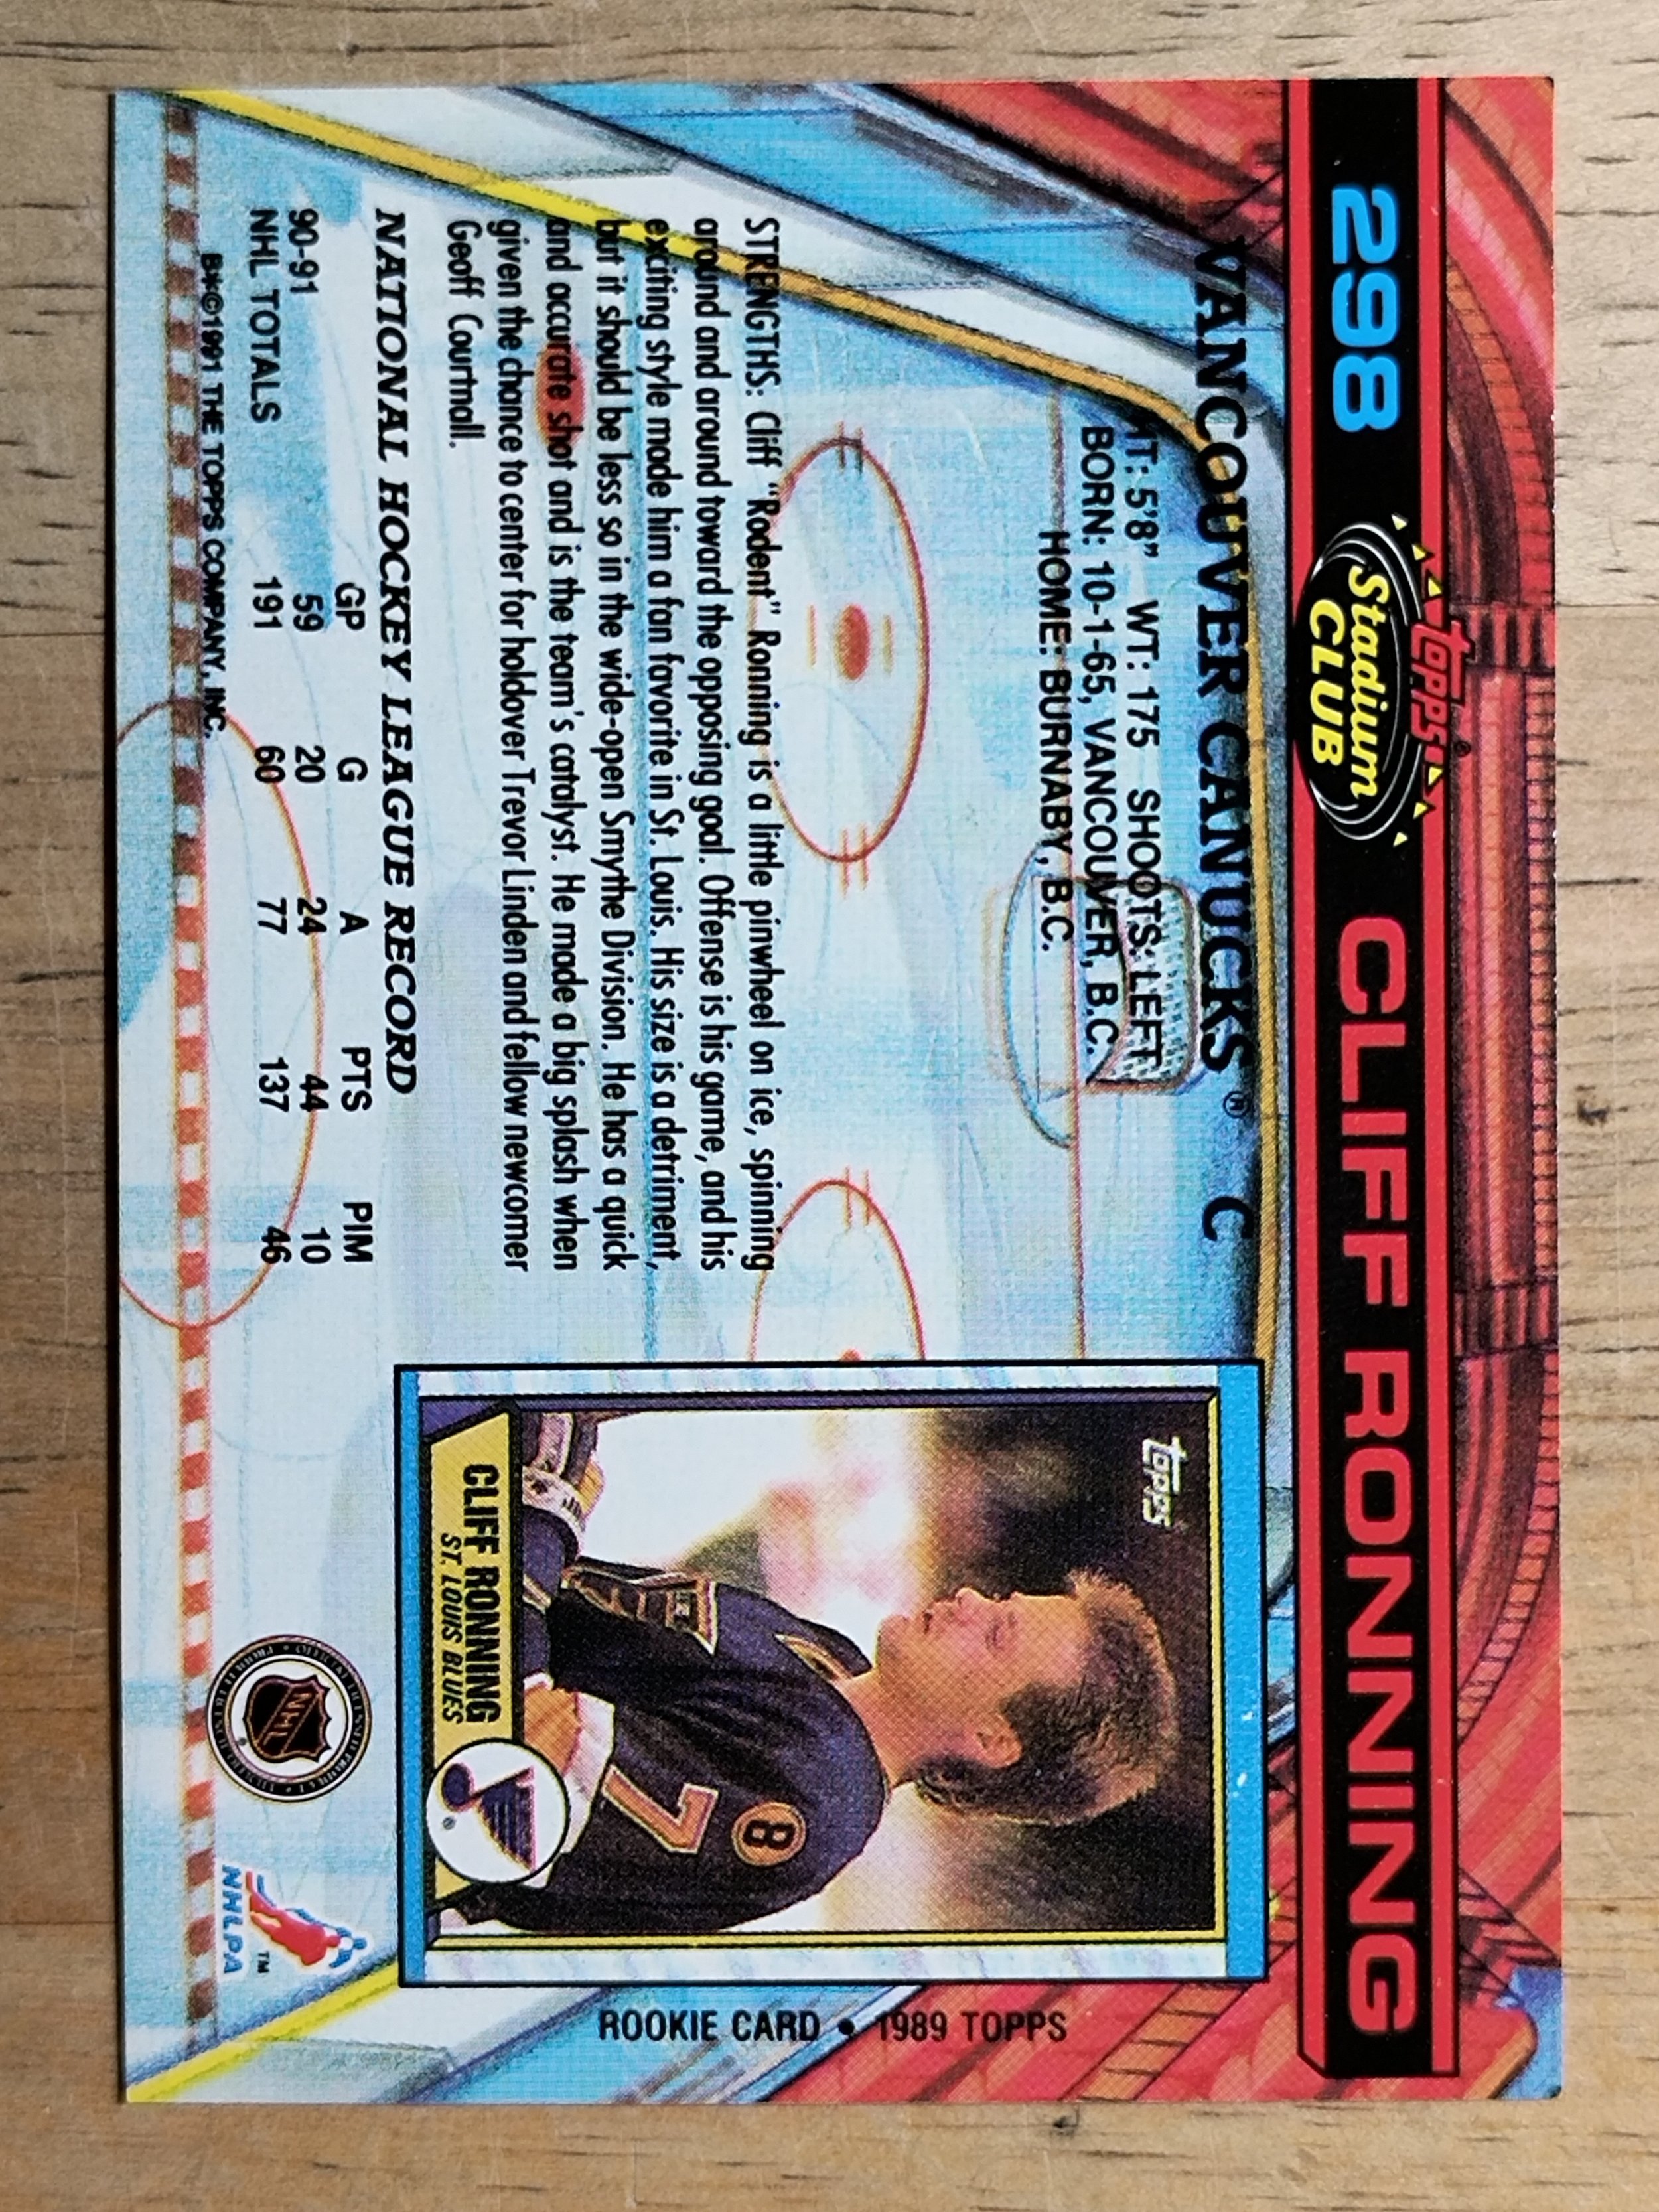 298
Topps®
Stadium
CLUB
CLIFF RONNING
VANCOUVER CANUCKS ® C
HT: 5'8" WT: 175 SHOOTS: LEFT
BORN: 10-1-65, VANCOUVER, B.C.
HOME: BURNABY, B.C.
STRENGTHS: Cliff "Rodent" Ronning is a little pinwheel on ice, spinning
around and around toward the opposing goal. Offense is his game, and his
exciting style made him a fan favorite in St. Louis. His size is a detriment,
but it should be less so in the wide-open Smythe Division. He has a quick
and accurate shot and is the team's catalyst. He made a big splash when
given the chance to center for holdover Trevor Linden and fellow newcomer
Geoff Courtnall.
NATIONAL HOCKEY LEAGUE RECORD
GP G A PTS PIM
90-91 59 20 24 44 10
NHL TOTALS 191 60 77 137 46
B*©1991 THE TOPPS COMPANY, INC.
Topps
8
7
CLIFF RONNING
ST. LOUIS BLUES
®
ROOKIE CARD • 1989 TOPPS
NHL
®
NHLPA
TM